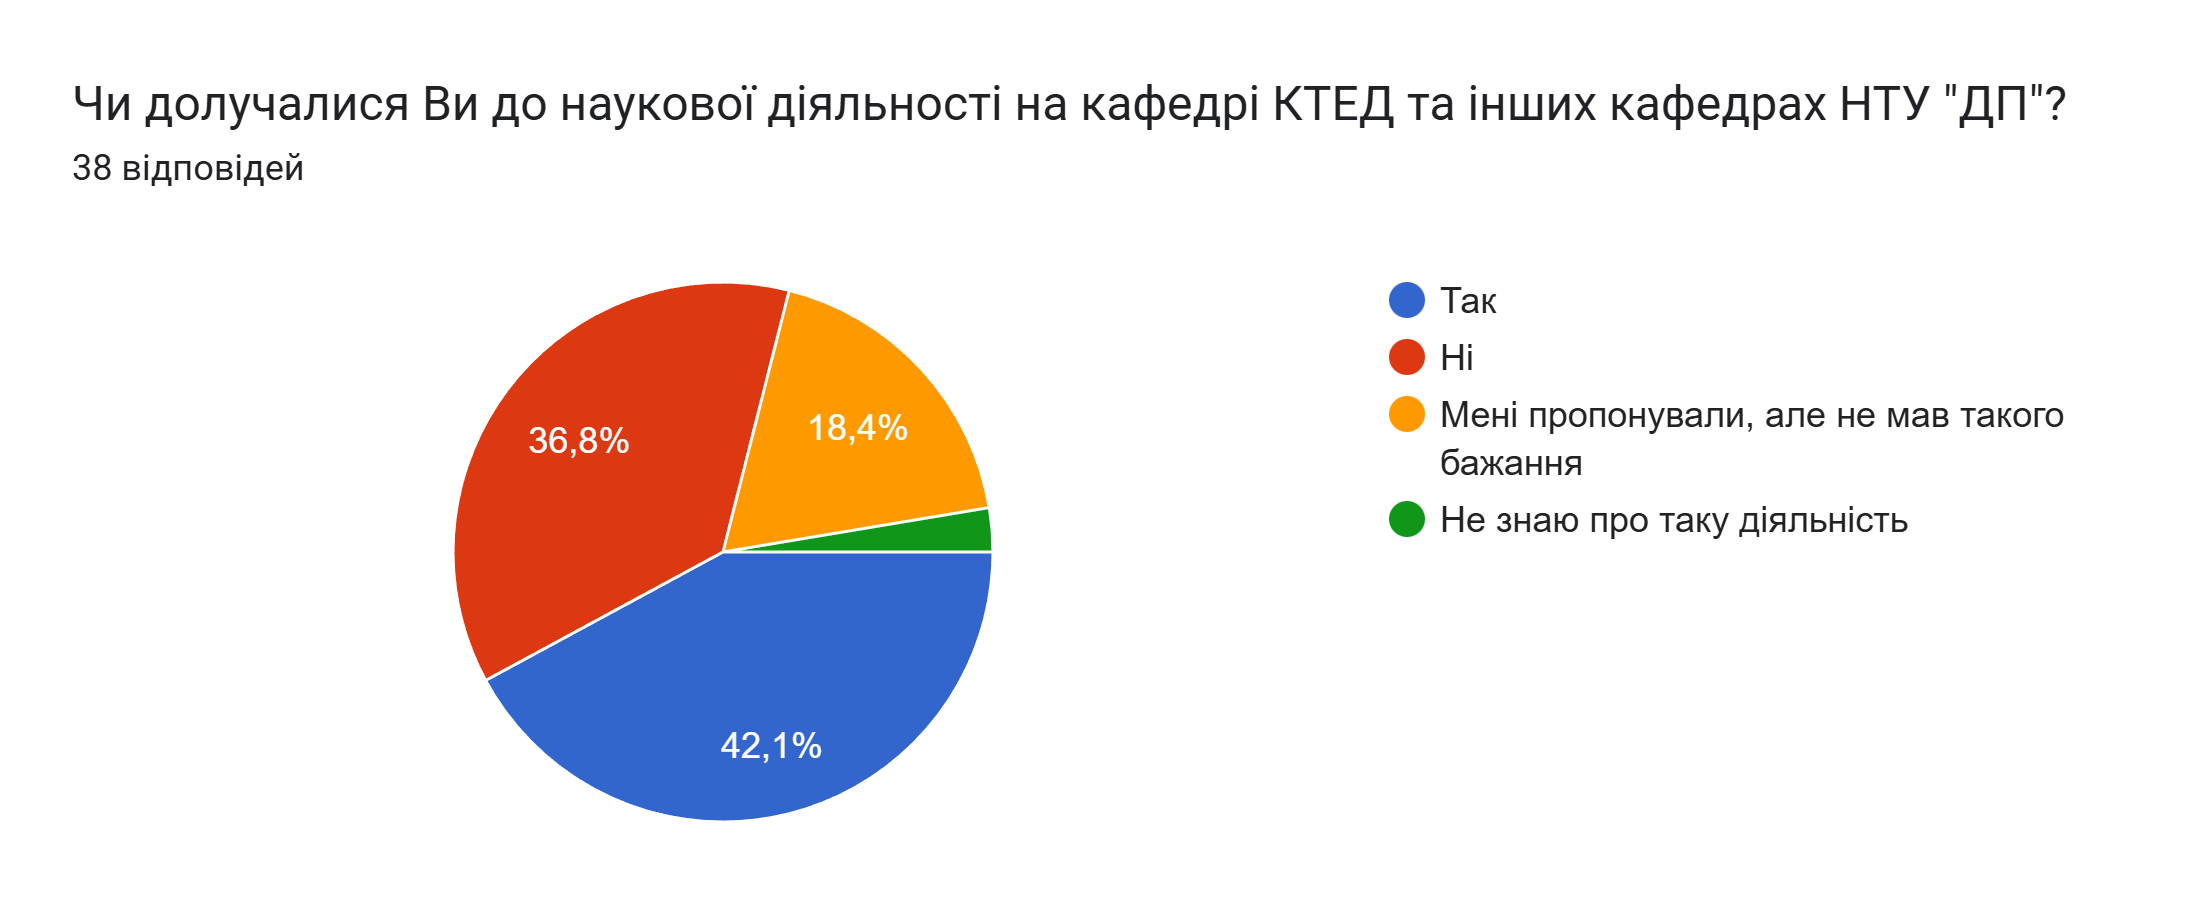 Чи долучалися Ви до наукової діяльності на кафедрі КТЕД та інших кафедрах НТУ "ДП"?
38 відповідей
36,8%
18,4%
42,1%
Так
Ні
Мені пропонували, але не мав такого
бажання
Не знаю про таку діяльність